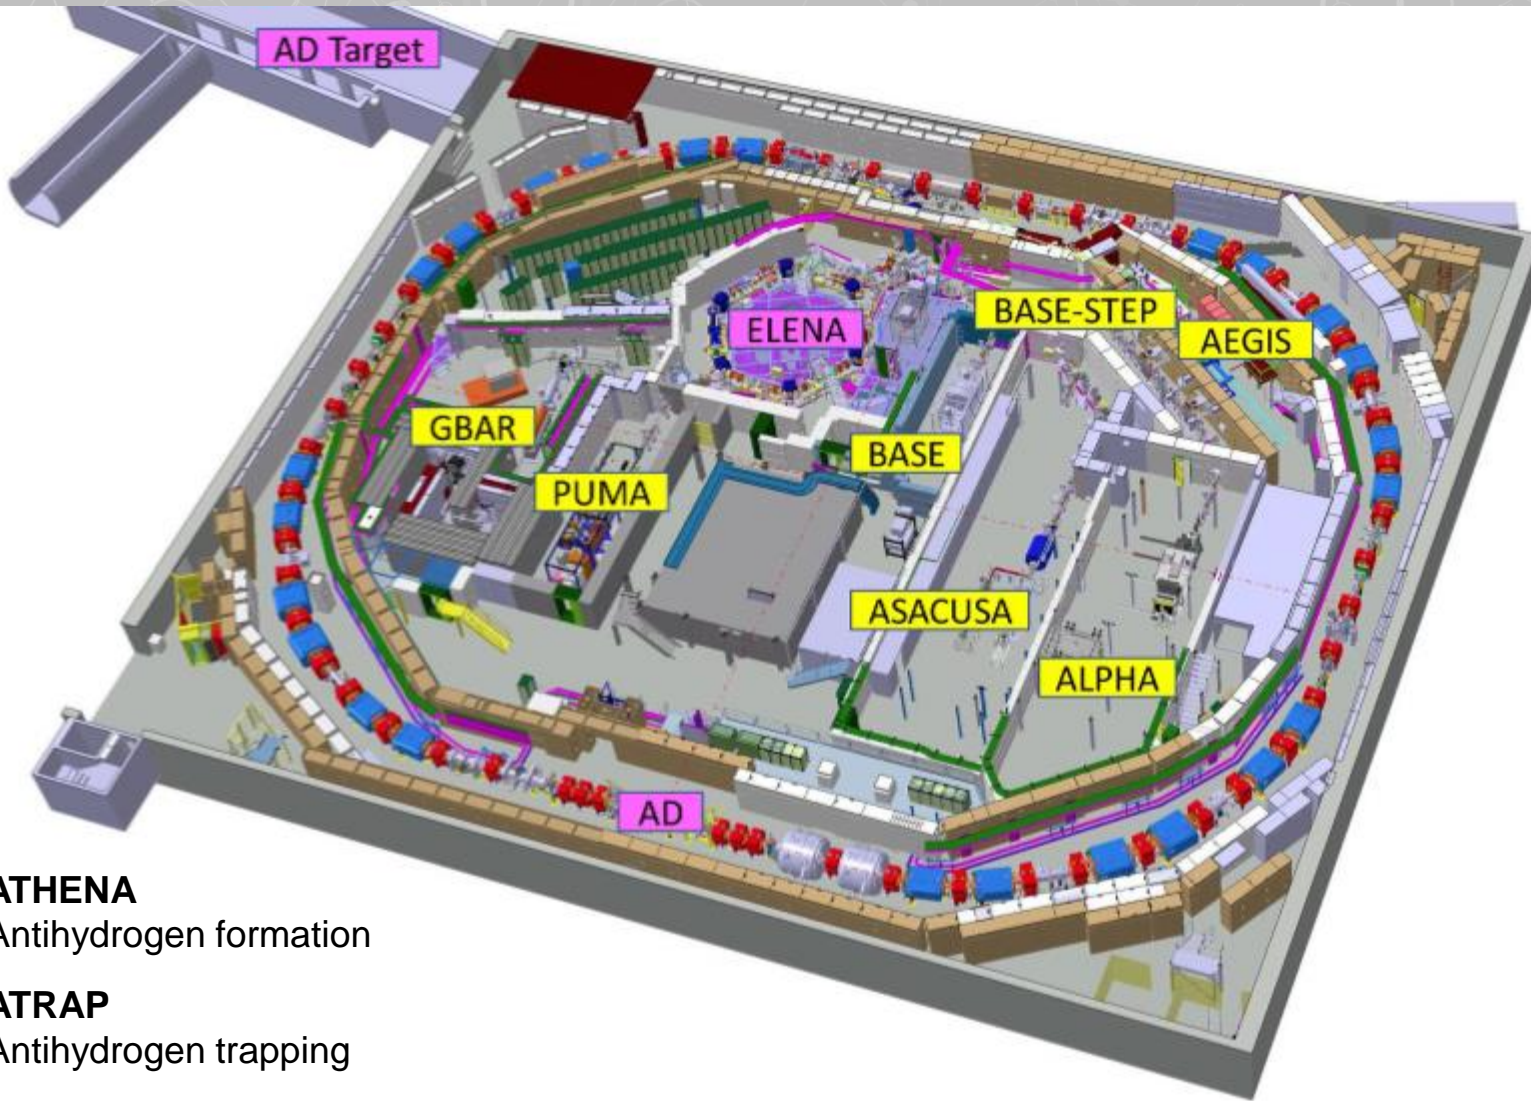 AD Target
BASE-STEP
ELENA
AEGIS
GBAR
BASE
PUMA
ASACUSA
ALPHA
AD
ATHENA
Antihydrogen formation
ATRAP
Antihydrogen trapping